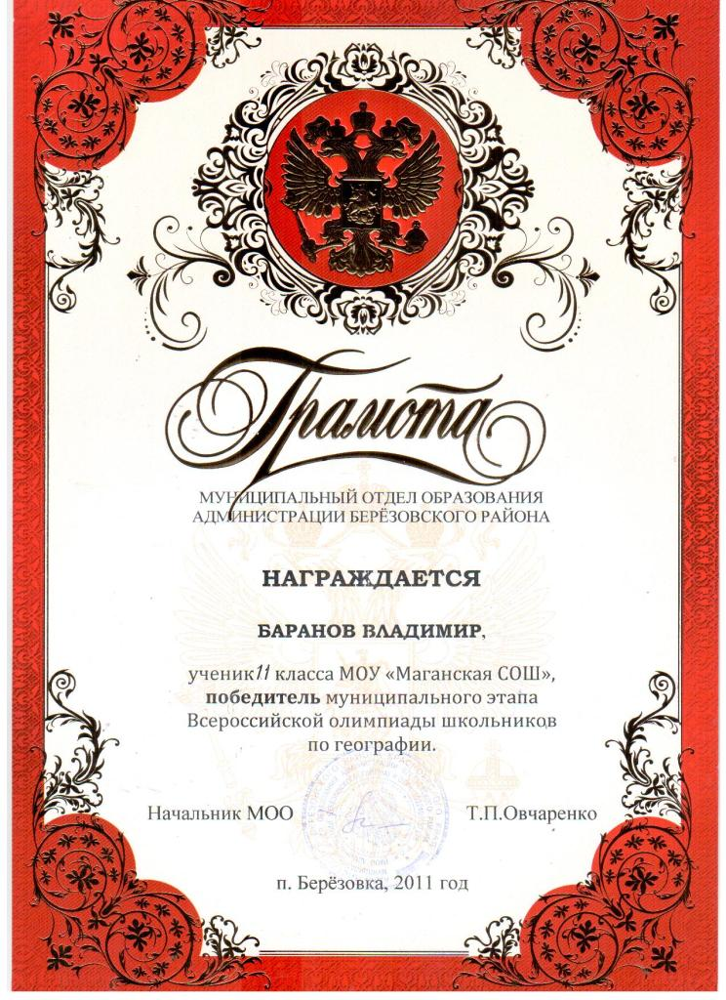 Грамота
МУНИЦИПАЛЬНЫЙ ОТДЕЛ ОБРАЗОВАНИЯ
АДМИНИСТРАЦИИ БЕРЁЗОВСКОГО РАЙОНА
НАГРАЖДАЕТСЯ
БАРАНОВ ВЛАДИМИР,
ученик 11 класса МОУ «Маганская СОШ»,
победитель муниципального этапа
Всероссийской олимпиады школьников
по географии.
Начальник МОО Т.П.Овчаренко
п. Берёзовка, 2011 год